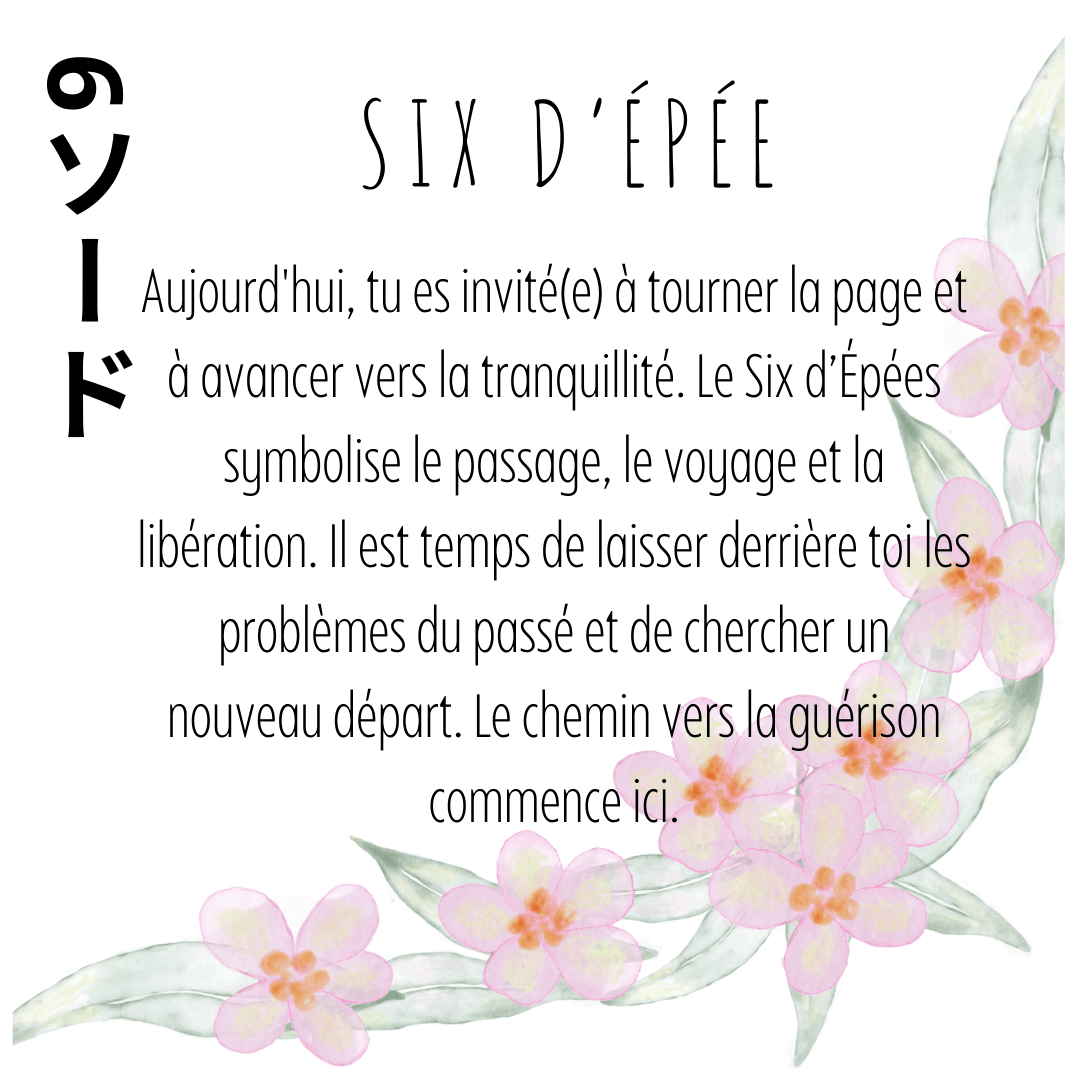 6ソード
SIX D’ÉPÉE
Aujourd'hui, tu es invité(e) à tourner la page et
à avancer vers la tranquillité. Le Six d’Épées
symbolise le passage, le voyage et la
libération. Il est temps de laisser derrière toi les
problèmes du passé et de chercher un
nouveau départ. Le chemin vers la guérison
commence ici.